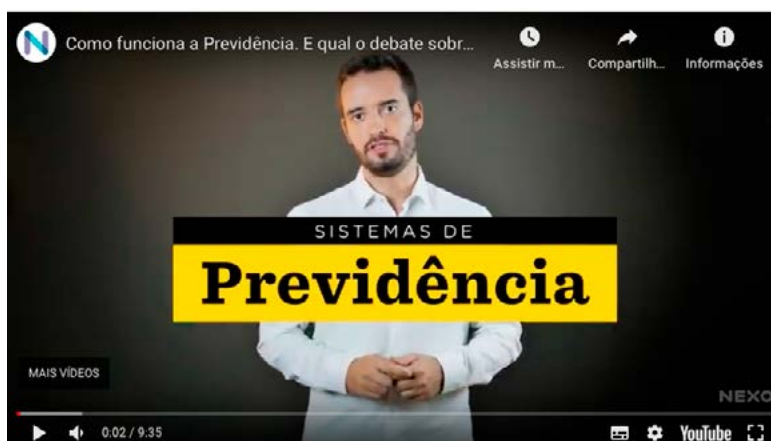 Como funciona a Previdência. E qual o debate sobr...
Assistir m...
Compartilh...
Informações
SISTEMAS DE
Previdência
MAIS VÍDEOS
NEXO
0:02 / 9:35
YouTube